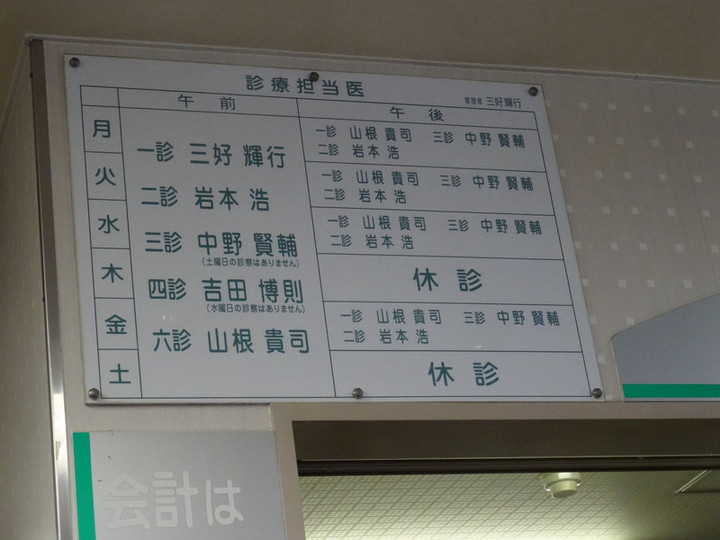 診療担当医
管理者 三好輝行
午前
午後
月
火
水
木
金
土
一診 三好 輝行
二診 岩本 浩
三診 中野 賢輔
(土曜日の診察はありません)
四診 吉田 博則
(水曜日の診察はありません)
六診 山根 貴司
一診 山根 貴司 三診 中野 賢輔
二診 岩本 浩
一診 山根 貴司 三診 中野 賢輔
二診 岩本 浩
一診 山根 貴司 三診 中野 賢輔
二診 岩本 浩
休診
一診 山根 貴司 三診 中野 賢輔
二診 岩本 浩
休診
会計は